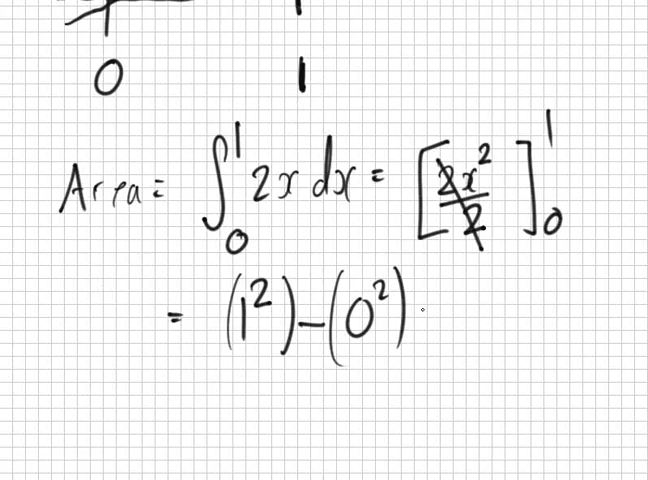 0 1
Area = ∫₀¹ 2x dx = [2x²/2]₀¹
= (1²) − (0²)